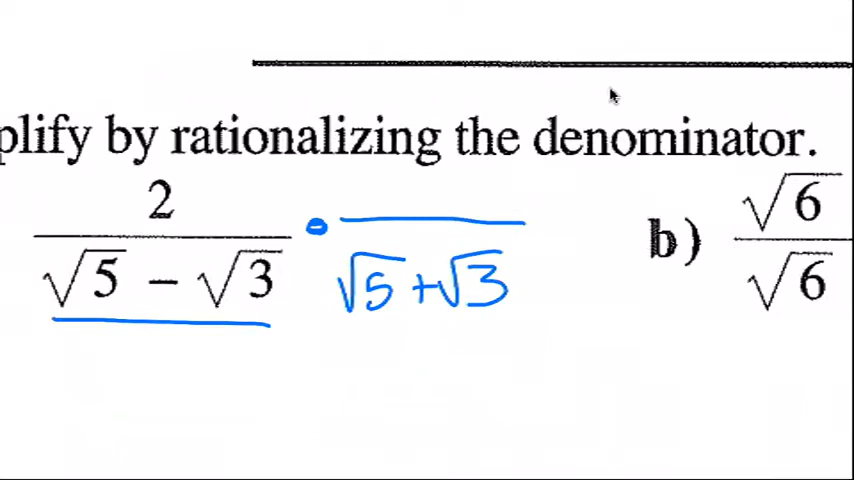 plify by rationalizing the denominator.
2 / (√5 − √3) • / (√5 + √3)
b) √6 / √6